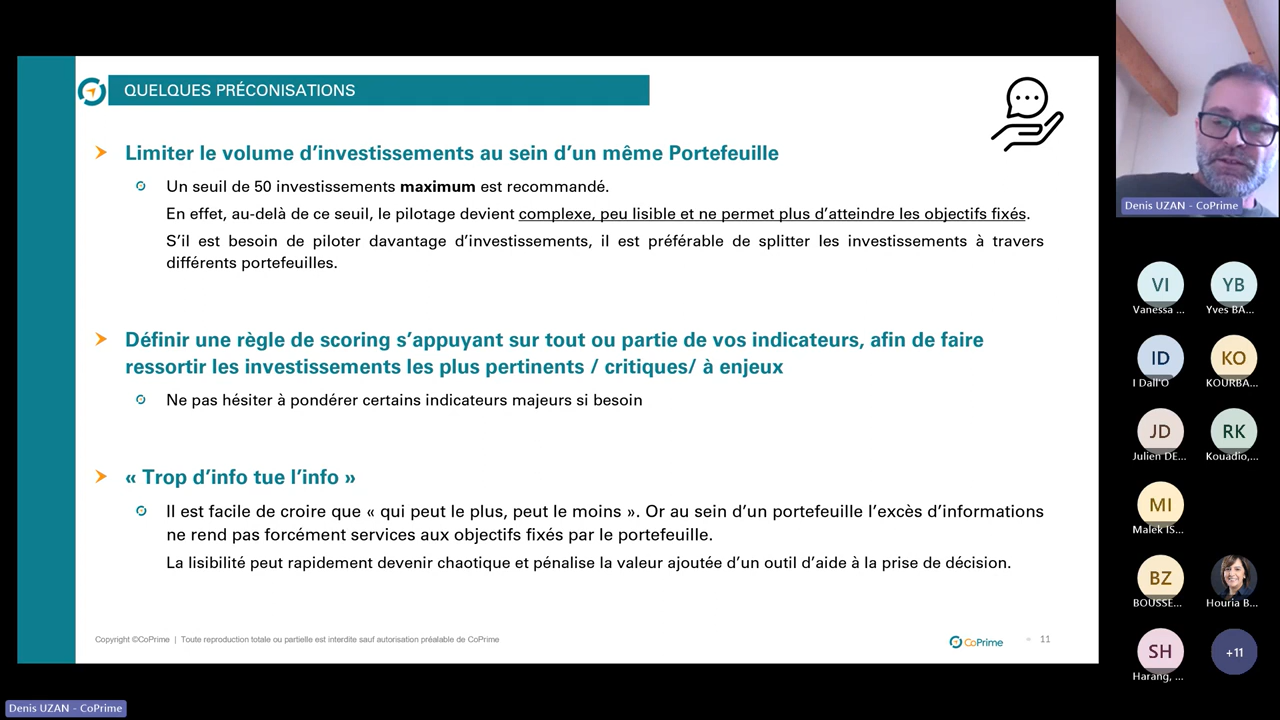 QUELQUES PRÉCONISATIONS
Limiter le volume d’investissements au sein d’un même Portefeuille
Un seuil de 50 investissements maximum est recommandé.
En effet, au-delà de ce seuil, le pilotage devient complexe, peu lisible et ne permet plus d’atteindre les objectifs fixés.
S’il est besoin de piloter davantage d’investissements, il est préférable de splitter les investissements à travers
différents portefeuilles.
Définir une règle de scoring s’appuyant sur tout ou partie de vos indicateurs, afin de faire
ressortir les investissements les plus pertinents / critiques/ à enjeux
Ne pas hésiter à pondérer certains indicateurs majeurs si besoin
« Trop d’info tue l’info »
Il est facile de croire que « qui peut le plus, peut le moins ». Or au sein d’un portefeuille l’excès d’informations
ne rend pas forcément services aux objectifs fixés par le portefeuille.
La lisibilité peut rapidement devenir chaotique et pénalise la valeur ajoutée d’un outil d’aide à la prise de décision.
Copyright ©CoPrime | Toute reproduction totale ou partielle est interdite sauf autorisation préalable de CoPrime
CoPrime
11
Denis UZAN - CoPrime
VI
Vanessa ...
YB
Yves BA...
ID
I Dall'O
KO
KOURBA...
JD
Julien DE...
RK
Kouadio,...
MI
Malek IS...
BZ
BOUSSE...
Houria B...
SH
Harang, ...
+11
Denis UZAN - CoPrime